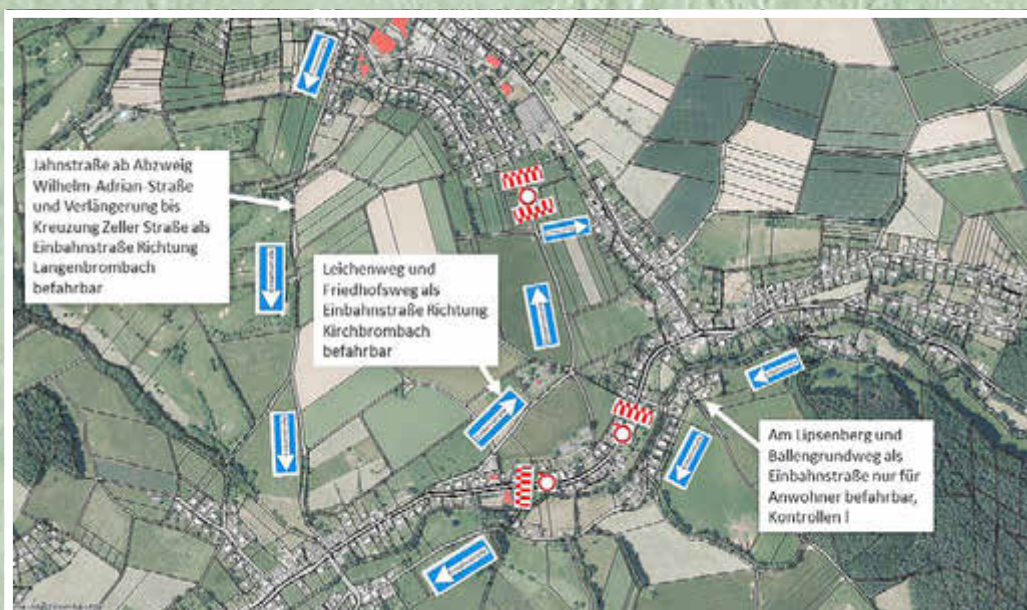 Jahnstraße ab Abzweig
Wilhelm-Adrian-Straße
und Verlängerung bis
Kreuzung Zeller Straße als
Einbahnstraße Richtung
Langenbrombach
befahrbar
Leichenweg und
Friedhofsweg als
Einbahnstraße Richtung
Kirchbrombach
befahrbar
Am Lipsenberg und
Ballengrundweg als
Einbahnstraße nur für
Anwohner befahrbar,
Kontrollen !